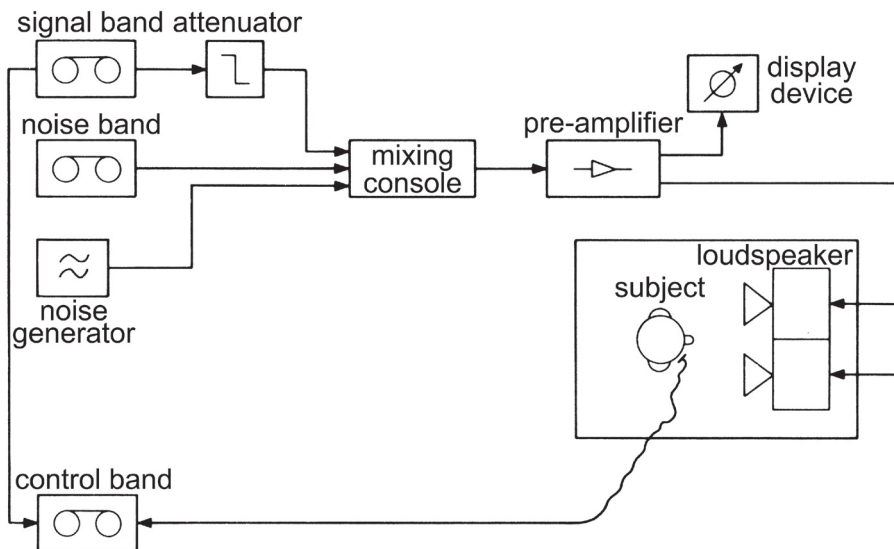 signal band attenuator
noise band
noise
generator
mixing
console
pre-amplifier
display
device
loudspeaker
subject
control band